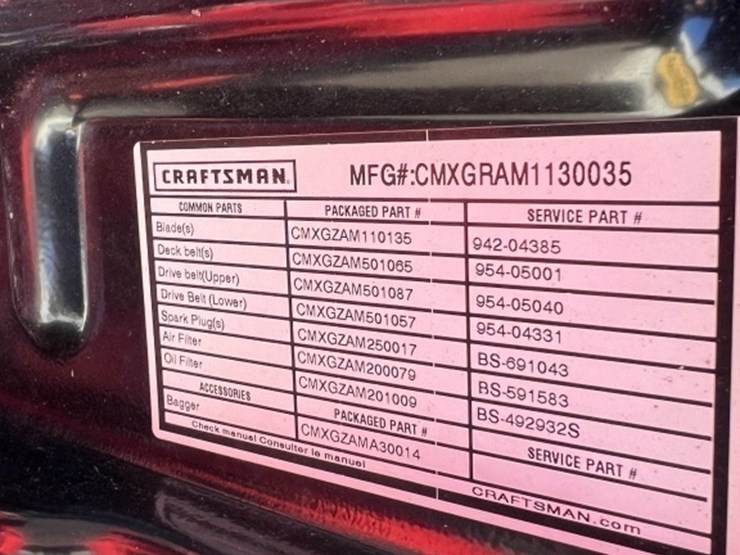 CRAFTSMAN. MFG#:CMXGRAM1130035
COMMON PARTS PACKAGED PART # SERVICE PART #
Blade(s) CMXGZAM110135 942-04385
Deck belt(s) CMXGZAM501065 954-05001
Drive belt(Upper) CMXGZAM501087 954-05040
Drive Belt (Lower) CMXGZAM501057 954-04331
Spark Plug(s) CMXGZAM250017 BS-691043
Air Filter CMXGZAM200079 BS-591583
Oil Filter CMXGZAM201009 BS-492932S
ACCESSORIES PACKAGED PART # SERVICE PART #
Bagger CMXGZAMA30014
Check manual Consulter le manuel CRAFTSMAN.com